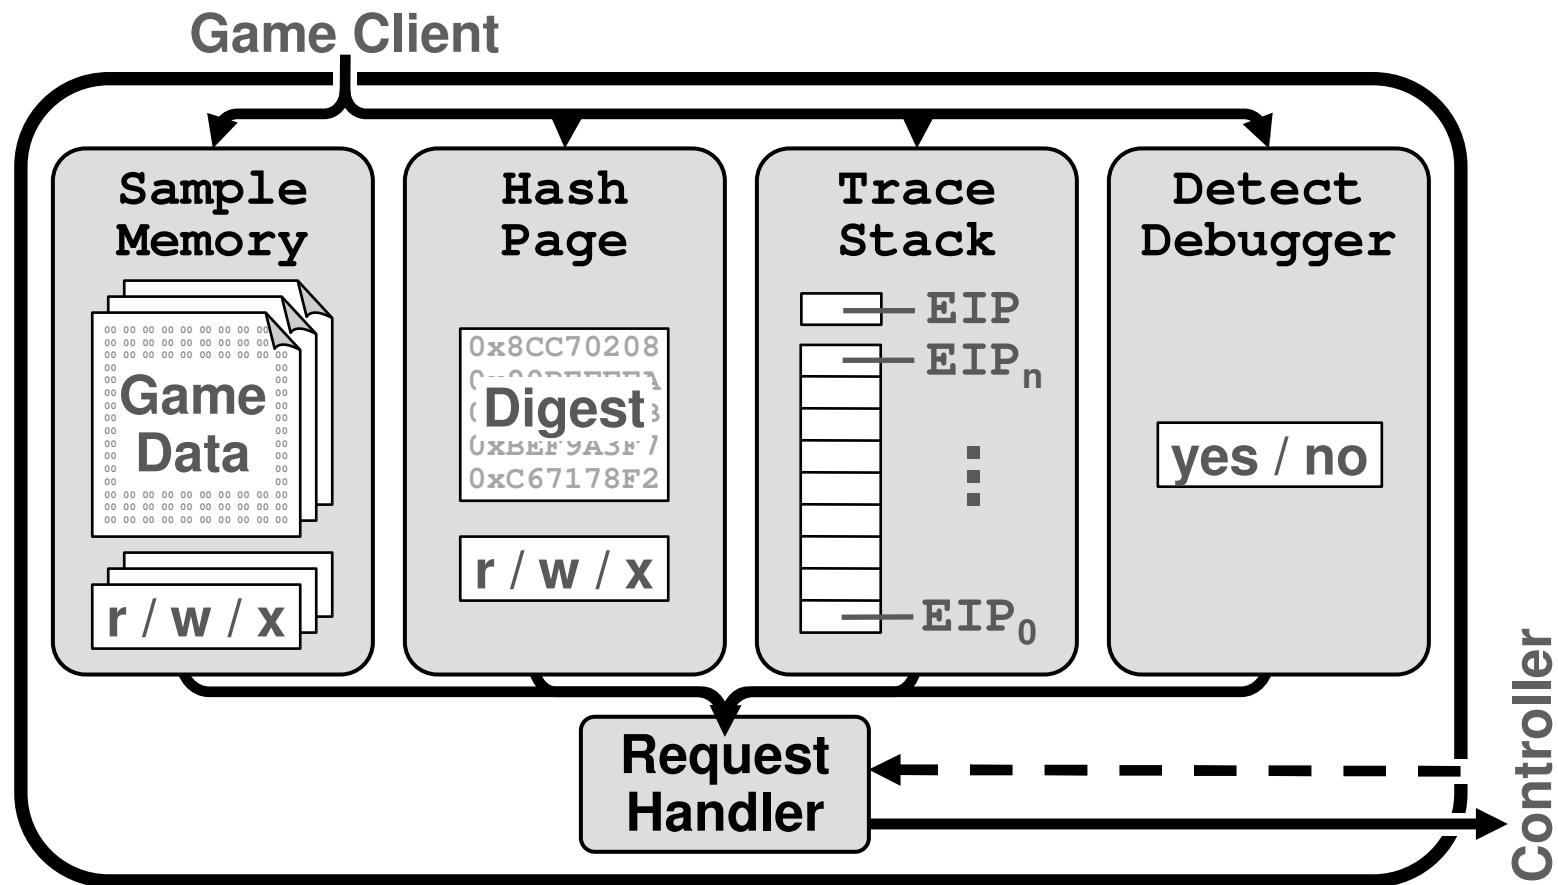 Game Client
Sample
Memory
Game
Data
r / w / x
Hash
Page
0x8CC70208
Digest
0xBEF9A3F7
0xC67178F2
r / w / x
Trace
Stack
EIP
EIPn
EIP0
Detect
Debugger
yes / no
Request
Handler
Controller